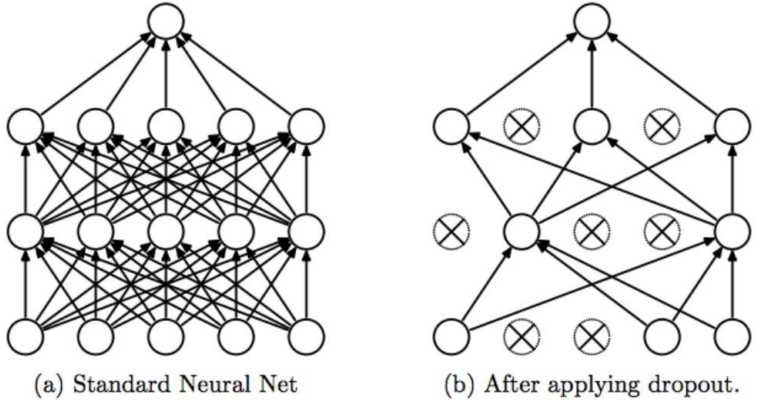 (a) Standard Neural Net
(b) After applying dropout.